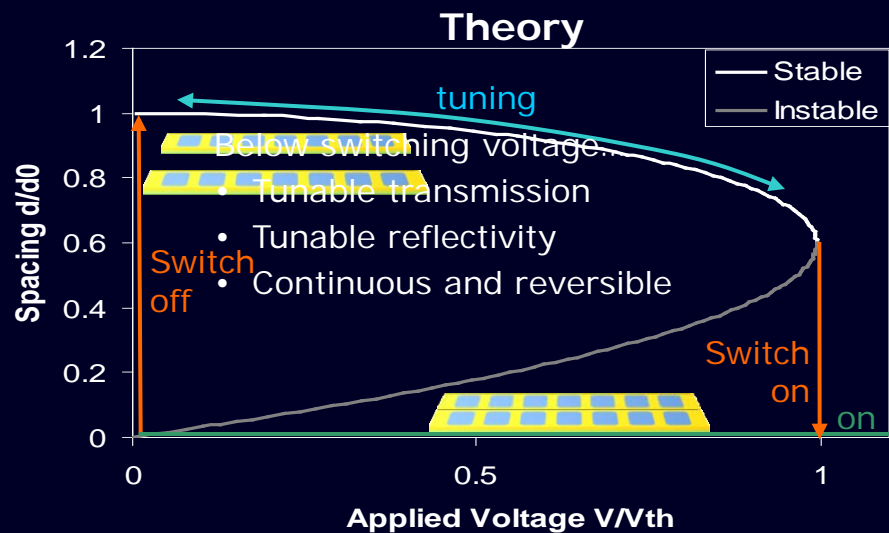 Theory
1.2
1
0.8
0.6
0.4
0.2
0
Spacing d/d0
Stable
Instable
tuning
Below switching voltage…
• Tunable transmission
• Tunable reflectivity
• Continuous and reversible
Switch
off
Switch
on
on
0
0.5
1
Applied Voltage V/Vth